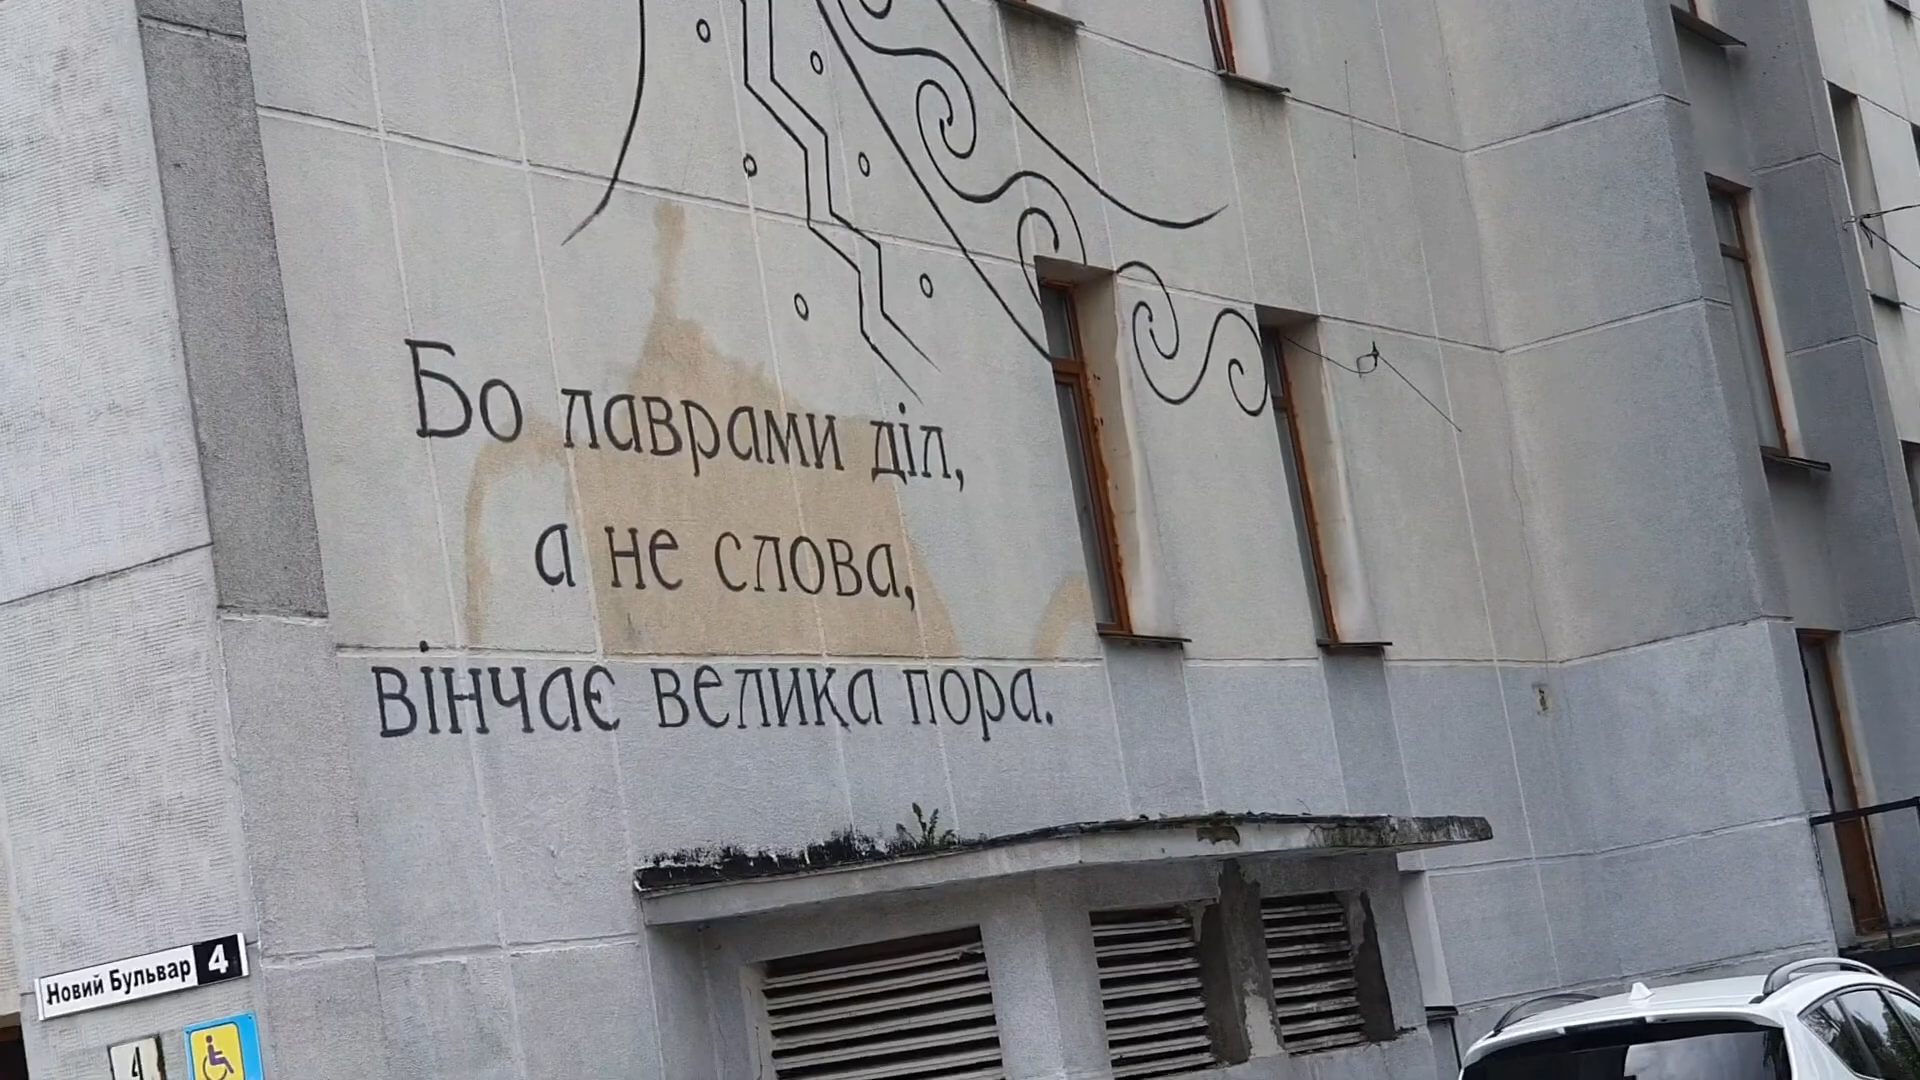 Бо лаврами діл,
а не слова,
вінчає велика пора.
Новий Бульвар 4
4